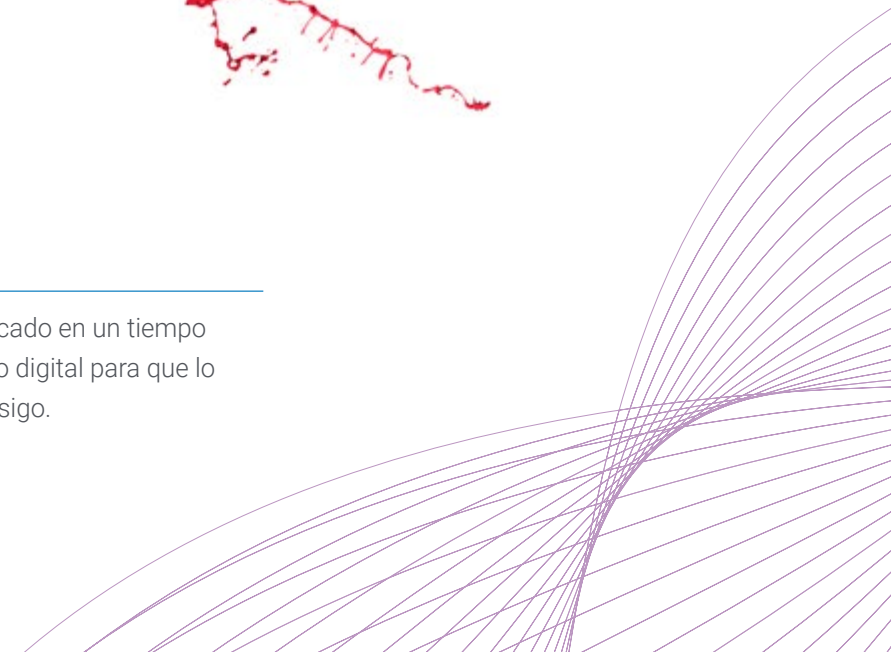 cado en un tiempo
o digital para que lo
sigo.